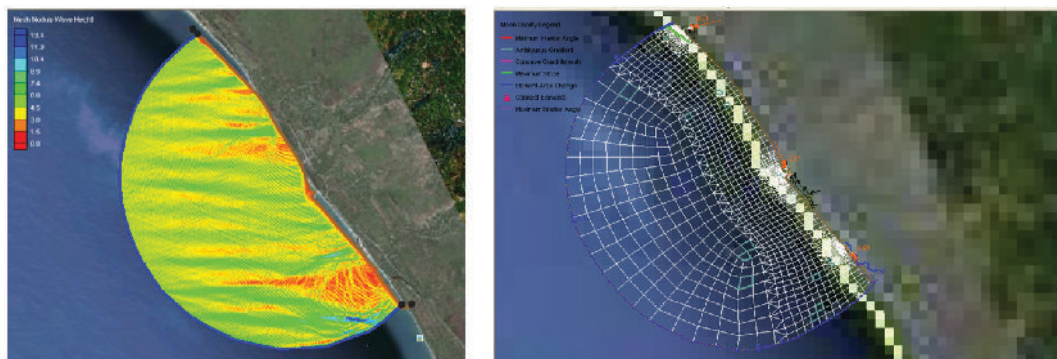 Mesh Module Wave Height
13.4
11.9
10.4
8.9
7.4
6.0
4.5
3.0
1.5
0.0
Mesh Quality Legend
Minimum Interior Angle
Ambiguous Gradient
Concave Quadrilaterals
Maximum Slope
Element Area Change
Connect Elements
Maximum Interior Angle